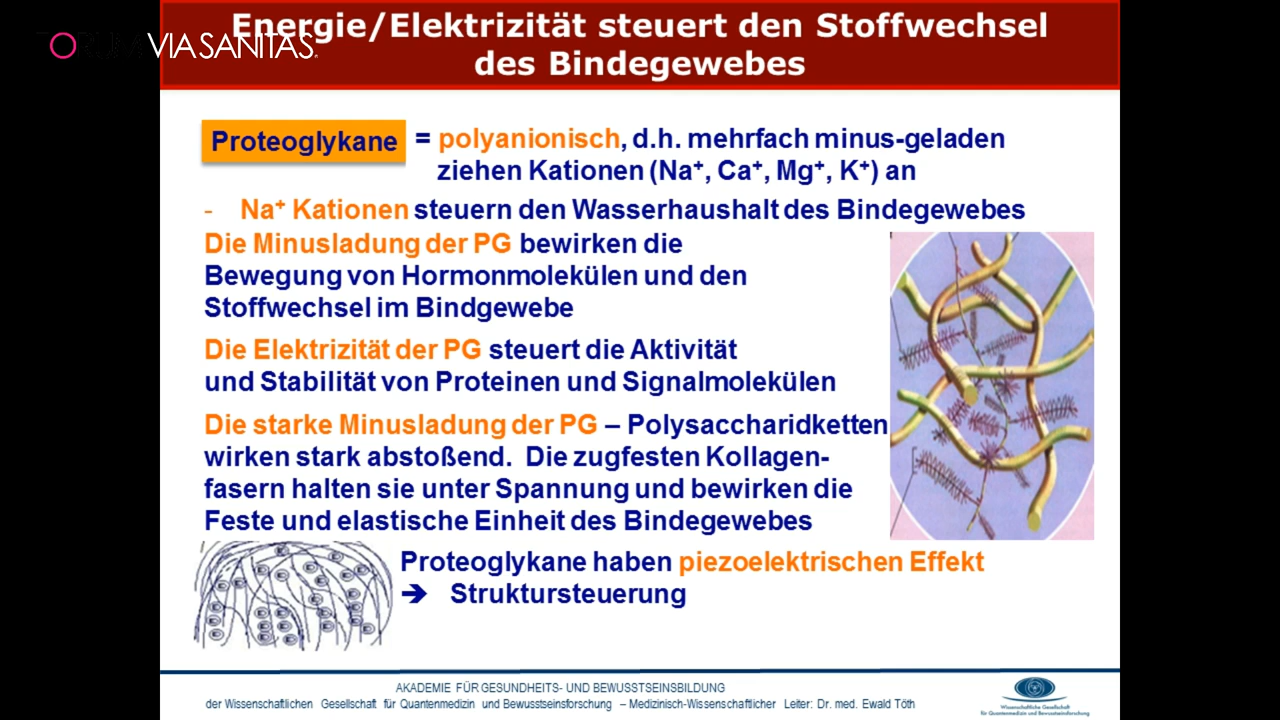 Energie/Elektrizität steuert den Stoffwechsel
des Bindegewebes
FORUM VIA SANITAS
Proteoglykane = polyanionisch, d.h. mehrfach minus-geladen
ziehen Kationen (Na⁺, Ca⁺, Mg⁺, K⁺) an
- Na⁺ Kationen steuern den Wasserhaushalt des Bindegewebes
Die Minusladung der PG bewirken die
Bewegung von Hormonmolekülen und den
Stoffwechsel im Bindgewebe
Die Elektrizität der PG steuert die Aktivität
und Stabilität von Proteinen und Signalmolekülen
Die starke Minusladung der PG – Polysaccharidketten
wirken stark abstoßend. Die zugfesten Kollagen-
fasern halten sie unter Spannung und bewirken die
Feste und elastische Einheit des Bindegewebes
Proteoglykane haben piezoelektrischen Effekt
➔ Struktursteuerung
AKADEMIE FÜR GESUNDHEITS- UND BEWUSSTSEINSBILDUNG
der Wissenschaftlichen Gesellschaft für Quantenmedizin und Bewusstseinsforschung – Medizinisch-Wissenschaftlicher Leiter: Dr. med. Ewald Töth
Wissenschaftliche Gesellschaft
für Quantenmedizin und Bewusstseinsforschung